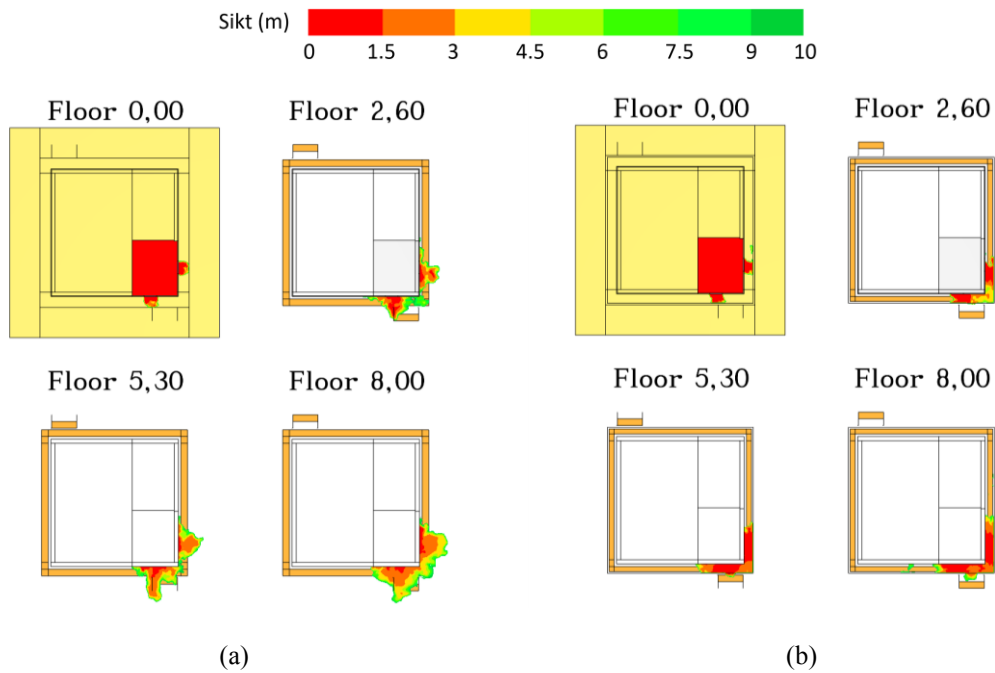 Sikt (m)
0 1.5 3 4.5 6 7.5 9 10
Floor 0,00 Floor 2,60 Floor 0,00 Floor 2,60
Floor 5,30 Floor 8,00 Floor 5,30 Floor 8,00
(a) (b)